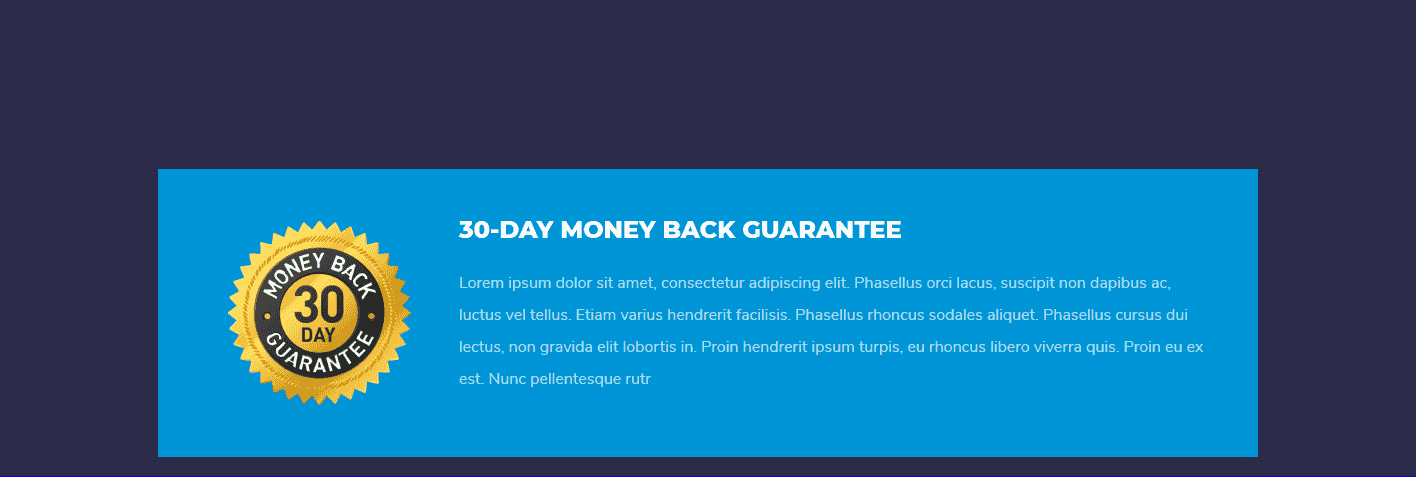 MONEY BACK
30
DAY
GUARANTEE
30-DAY MONEY BACK GUARANTEE
Lorem ipsum dolor sit amet, consectetur adipiscing elit. Phasellus orci lacus, suscipit non dapibus ac,
luctus vel tellus. Etiam varius hendrerit facilisis. Phasellus rhoncus sodales aliquet. Phasellus cursus dui
lectus, non gravida elit lobortis in. Proin hendrerit ipsum turpis, eu rhoncus libero viverra quis. Proin eu ex
est. Nunc pellentesque rutr